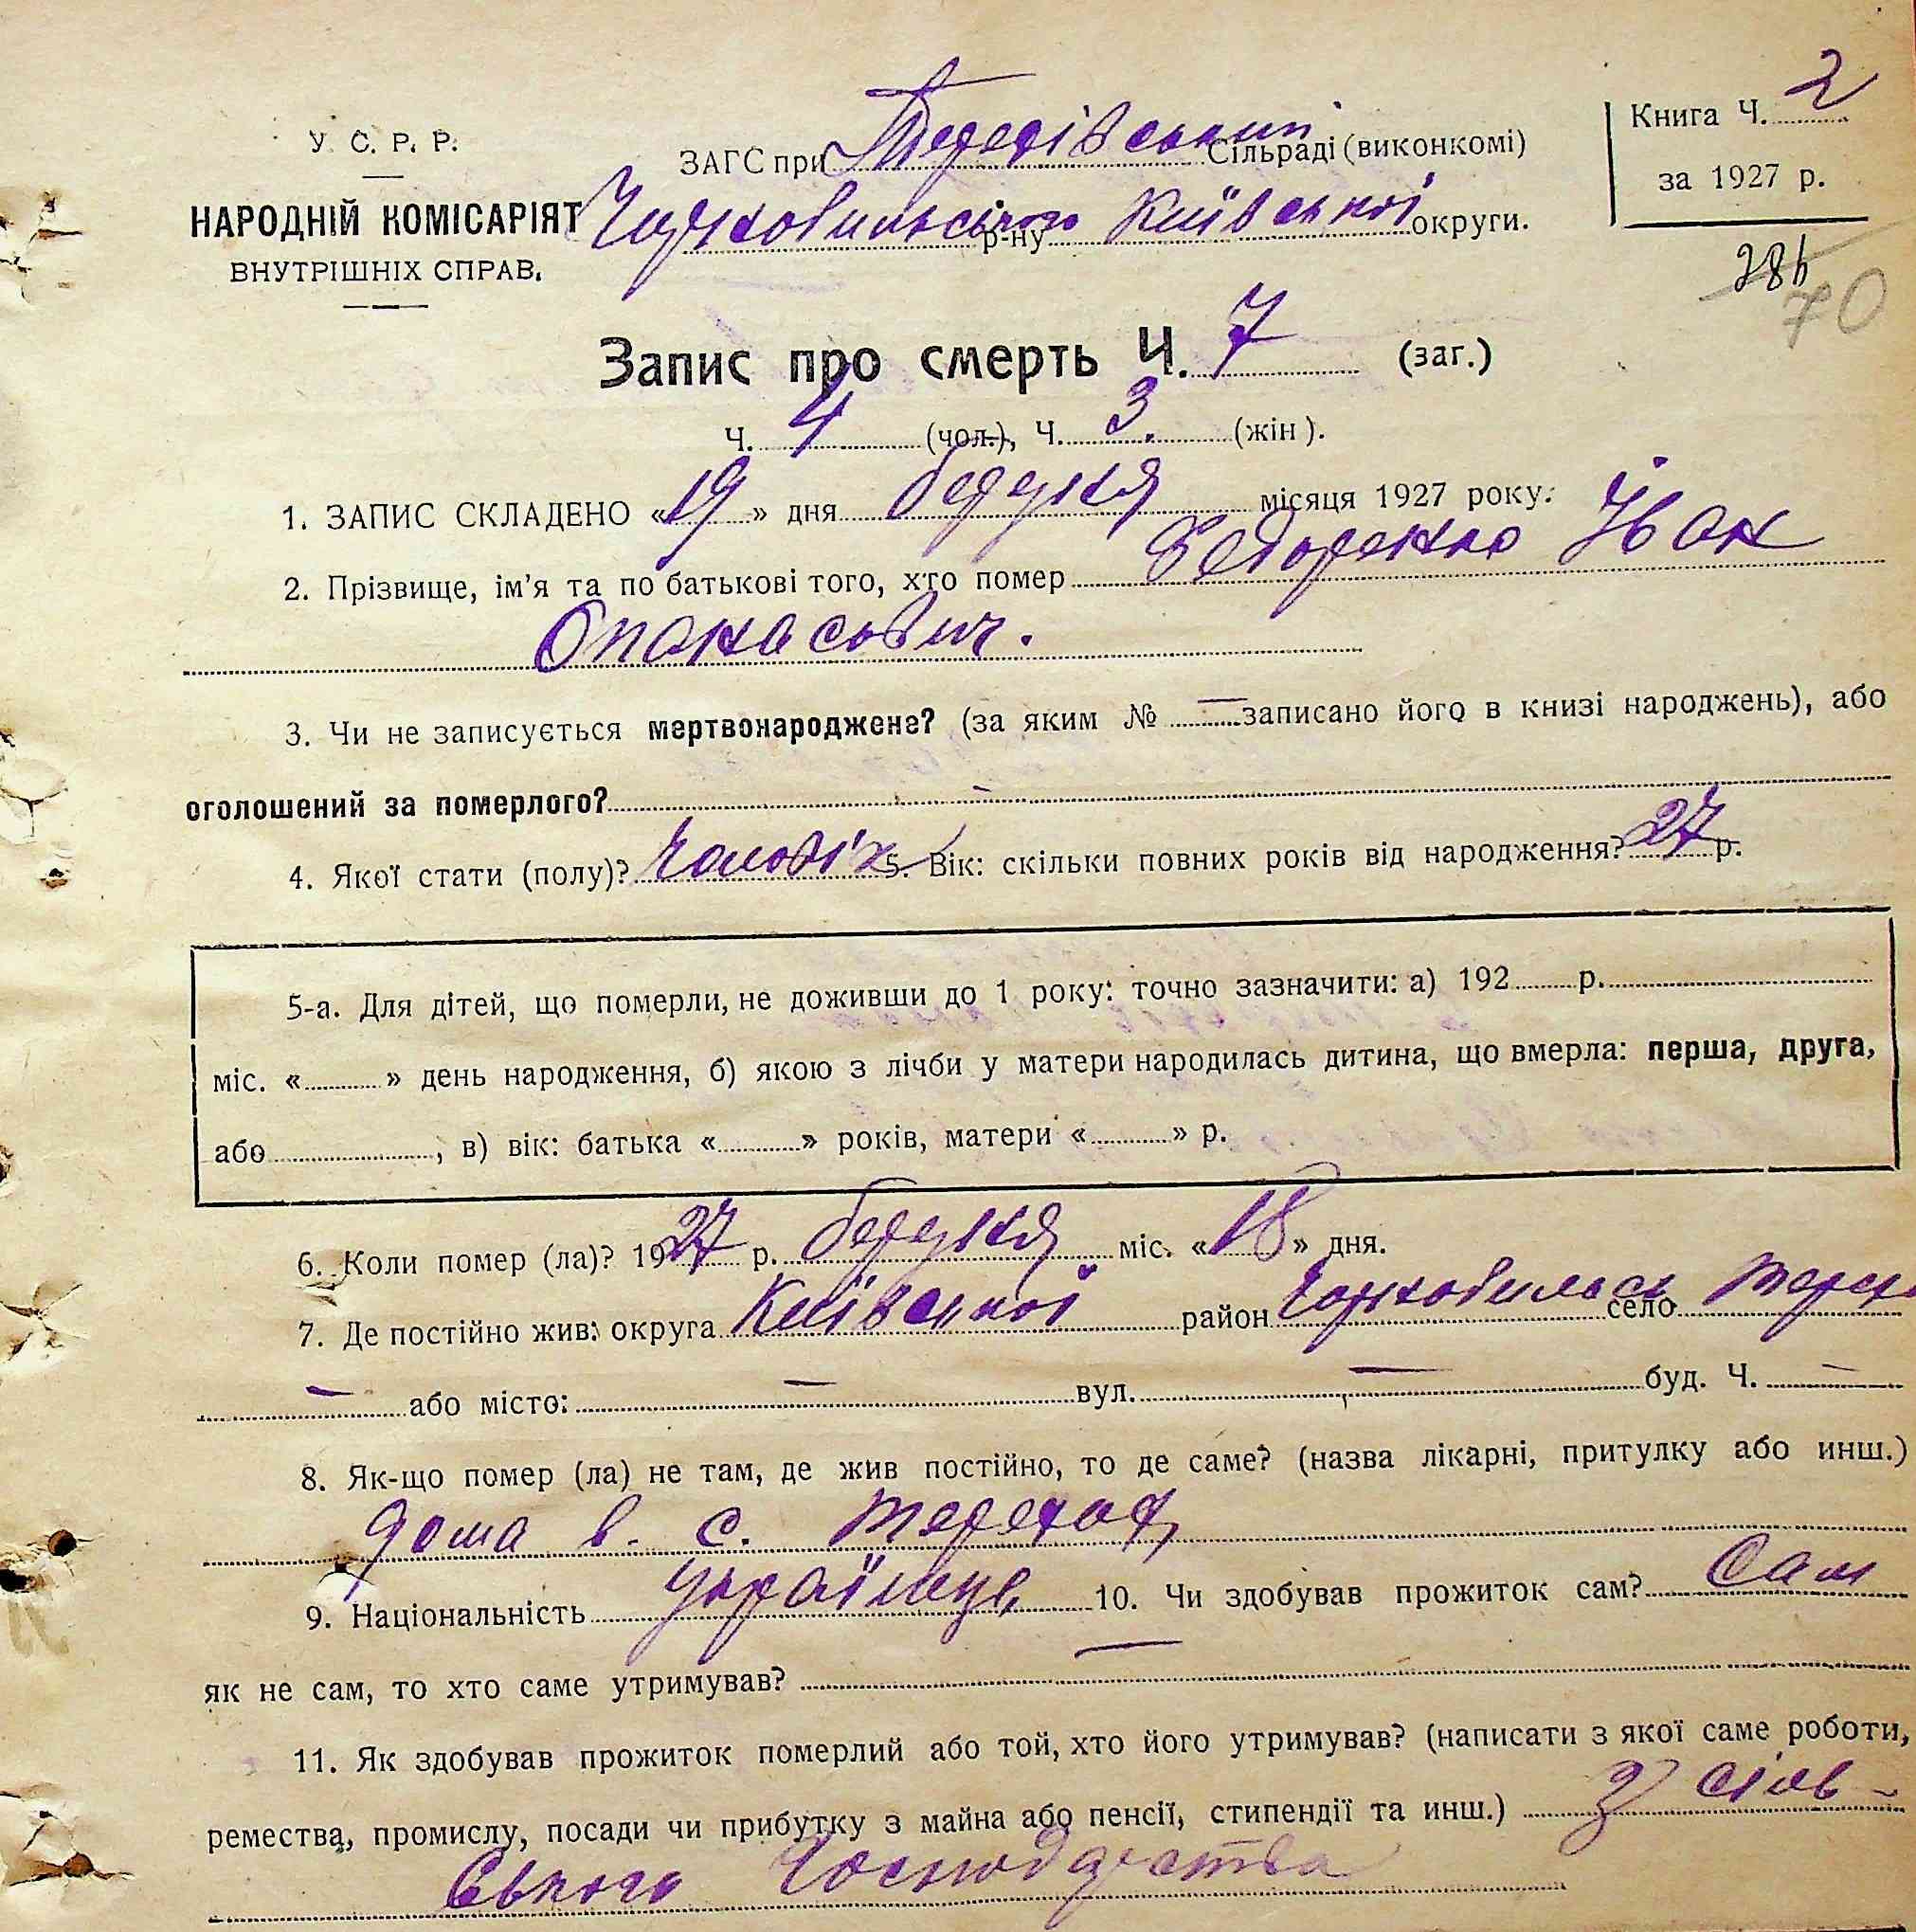 У. С. Р. Р.
НАРОДНІЙ КОМІСАРІЯТ
ВНУТРІШНІХ СПРАВ.
ЗАГС при Терехівський Сільраді (виконкомі)
Чорнобильського р-ну Київської округи.
Книга Ч. 2
за 1927 р.
70
Запис про смерть Ч. 7 (заг.)
Ч. 4 (чол.), Ч. 3. (жін).
1. ЗАПИС СКЛАДЕНО «19» дня березня місяця 1927 року.
2. Прізвище, ім'я та по батькові того, хто помер Федоренко Іван
Опанасович.
3. Чи не записується мертвонароджене? (за яким № — записано його в книзі народжень), або
оголошений за померлого? —
4. Якої стати (полу)? Чоловік 5. Вік: скільки повних років від народження? 27 р.
5-а. Для дітей, що померли, не доживши до 1 року: точно зазначити: а) 192 р.
міс. « » день народження, б) якою з лічби у матери народилась дитина, що вмерла: перша, друга,
або , в) вік: батька « » років, матери « » р.
6. Коли помер (ла)? 1927 р. березня міс. «18» дня.
7. Де постійно жив: округа Київської район Чорнобильск село Терех
— або місто: — вул. — буд. Ч. —
8. Як-що помер (ла) не там, де жив постійно, то де саме? (назва лікарні, притулку або инш.)
дома в. с. Терехах
9. Національність Українець 10. Чи здобував прожиток сам? Сам
як не сам, то хто саме утримував? —
11. Як здобував прожиток померлий або той, хто його утримував? (написати з якої саме роботи,
ремества, промислу, посади чи прибутку з майна або пенсії, стипендії та инш.) З сілв-
ського Господарства